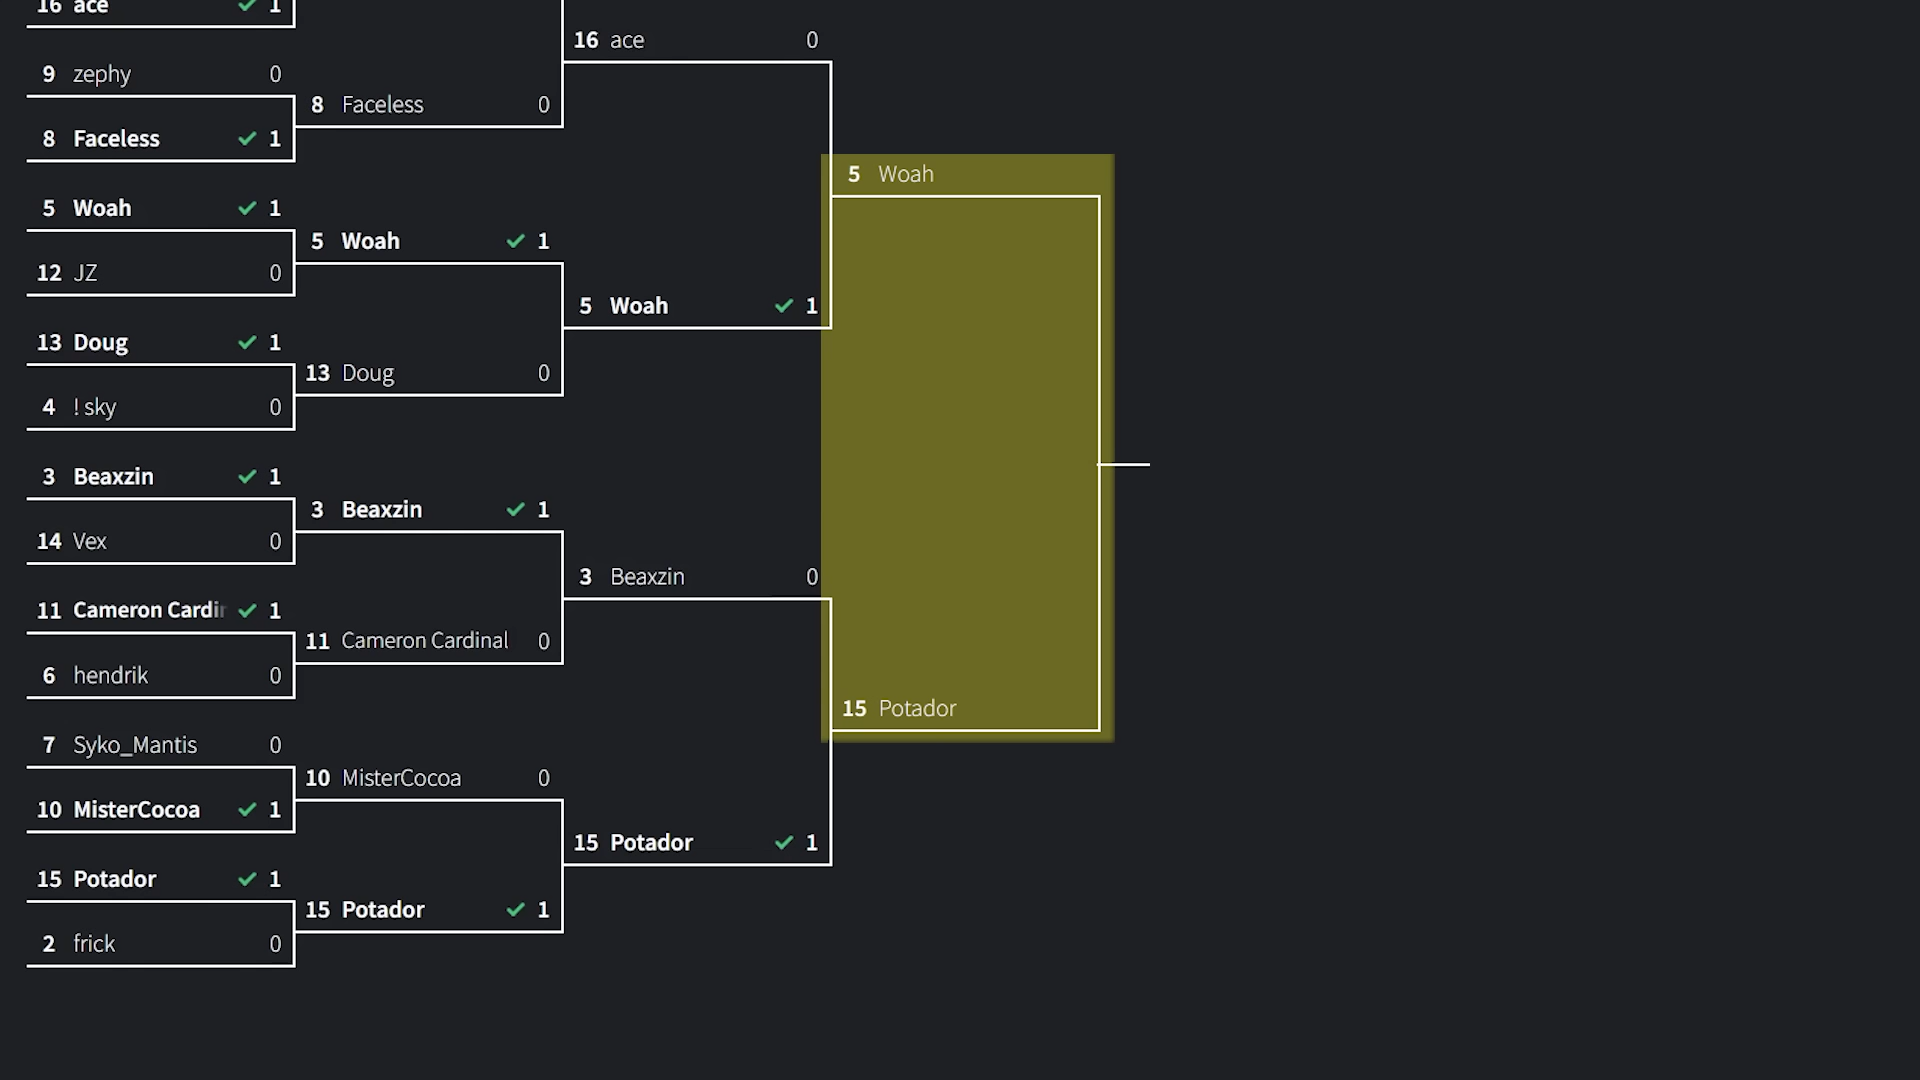 16 ace 1
9 zephy 0
8 Faceless 1
5 Woah 1
12 JZ 0
13 Doug 1
4 ! sky 0
3 Beaxzin 1
14 Vex 0
11 Cameron Cardin 1
6 hendrik 0
7 Syko_Mantis 0
10 MisterCocoa 1
15 Potador 1
2 frick 0
8 Faceless 0
5 Woah 1
13 Doug 0
3 Beaxzin 1
11 Cameron Cardinal 0
10 MisterCocoa 0
15 Potador 1
16 ace 0
5 Woah 1
3 Beaxzin 0
15 Potador 1
5 Woah
15 Potador